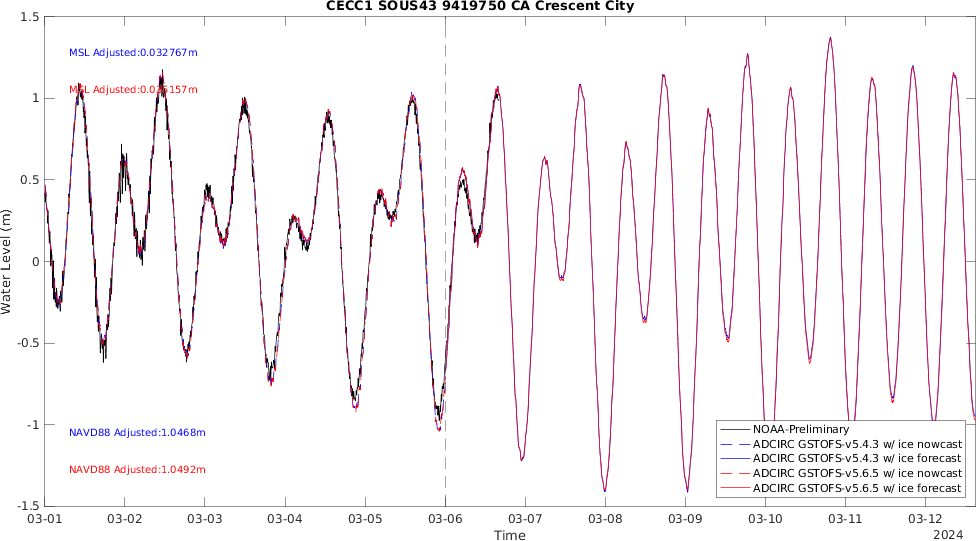 CECC1 SOUS43 9419750 CA Crescent City
1.5
1
0.5
0
-0.5
-1
-1.5
Water Level (m)
MSL Adjusted:0.032767m
Adjusted:0.035157m
NAVD88 Adjusted:1.0468m
NAVD88 Adjusted:1.0492m
NOAA-Preliminary
ADCIRC GSTOFS-v5.4.3 w/ ice nowcast
ADCIRC GSTOFS-v5.4.3 w/ ice forecast
ADCIRC GSTOFS-v5.6.5 w/ ice nowcast
ADCIRC GSTOFS-v5.6.5 w/ ice forecast
03-01 03-02 03-03 03-04 03-05 03-06 03-07 03-08 03-09 03-10 03-11 03-12
Time
2024